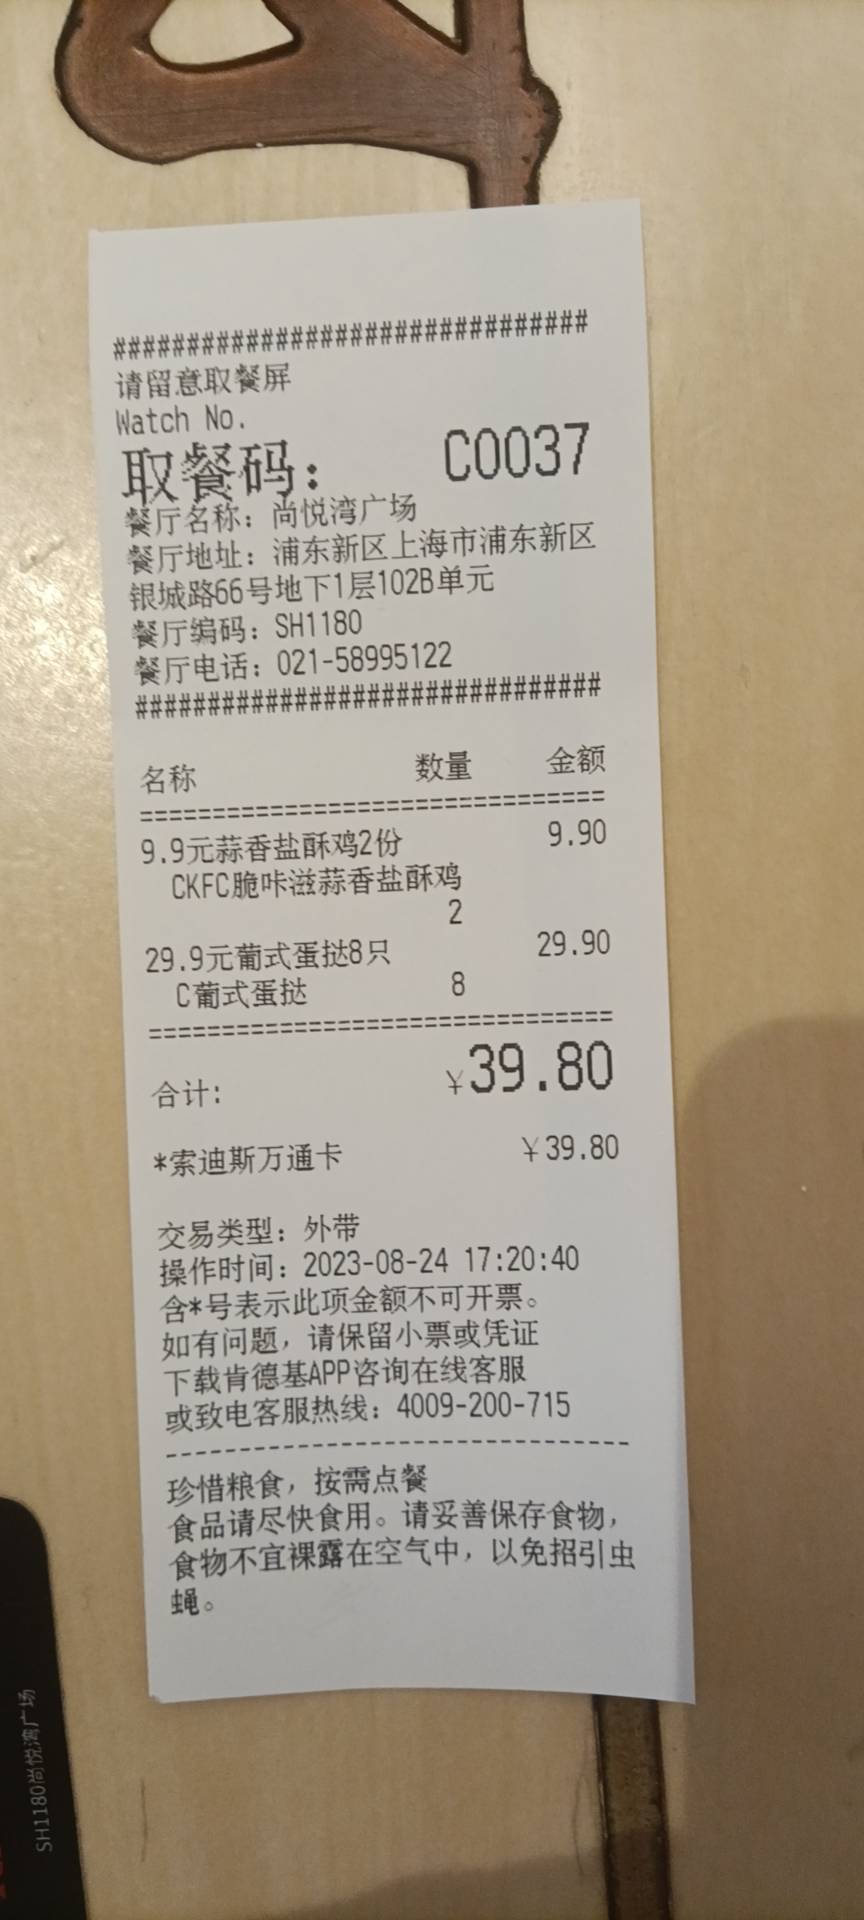 ################################
请留意取餐屏
Watch No.
取餐码： C0037
餐厅名称：尚悦湾广场
餐厅地址：浦东新区上海市浦东新区
银城路66号地下1层102B单元
餐厅编码：SH1180
餐厅电话：021-58995122
################################
名称 数量 金额
================================
9.9元蒜香盐酥鸡2份 9.90
CKFC脆咔滋蒜香盐酥鸡
2
29.9元葡式蛋挞8只 29.90
C葡式蛋挞 8
================================
合计: ¥39.80
*索迪斯万通卡 ¥39.80
交易类型：外带
操作时间：2023-08-24 17:20:40
含*号表示此项金额不可开票。
如有问题，请保留小票或凭证
下载肯德基APP咨询在线客服
或致电客服热线：4009-200-715
--------------------------------
珍惜粮食，按需点餐
食品请尽快食用。请妥善保存食物，
食物不宜裸露在空气中，以免招引虫
蝇。
SH1180尚悦湾广场